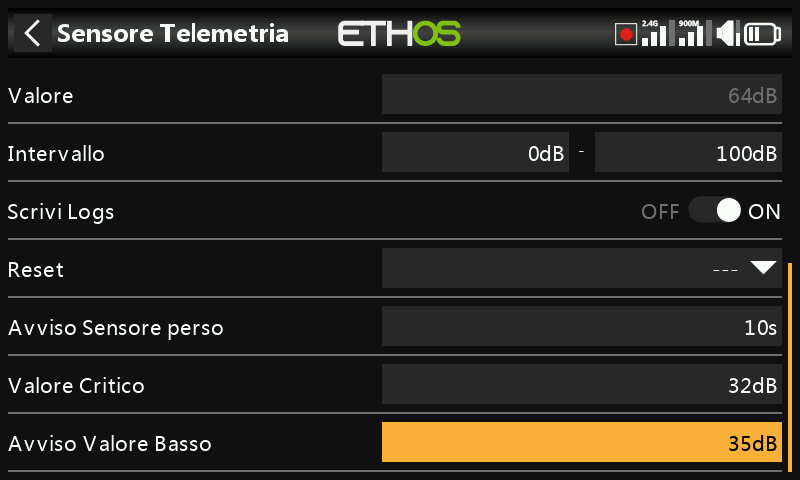 Sensore Telemetria ETHOS 2.4G 900M
Valore 64dB
Intervallo 0dB - 100dB
Scrivi Logs OFF ON
Reset ---
Avviso Sensore perso 10s
Valore Critico 32dB
Avviso Valore Basso 35dB